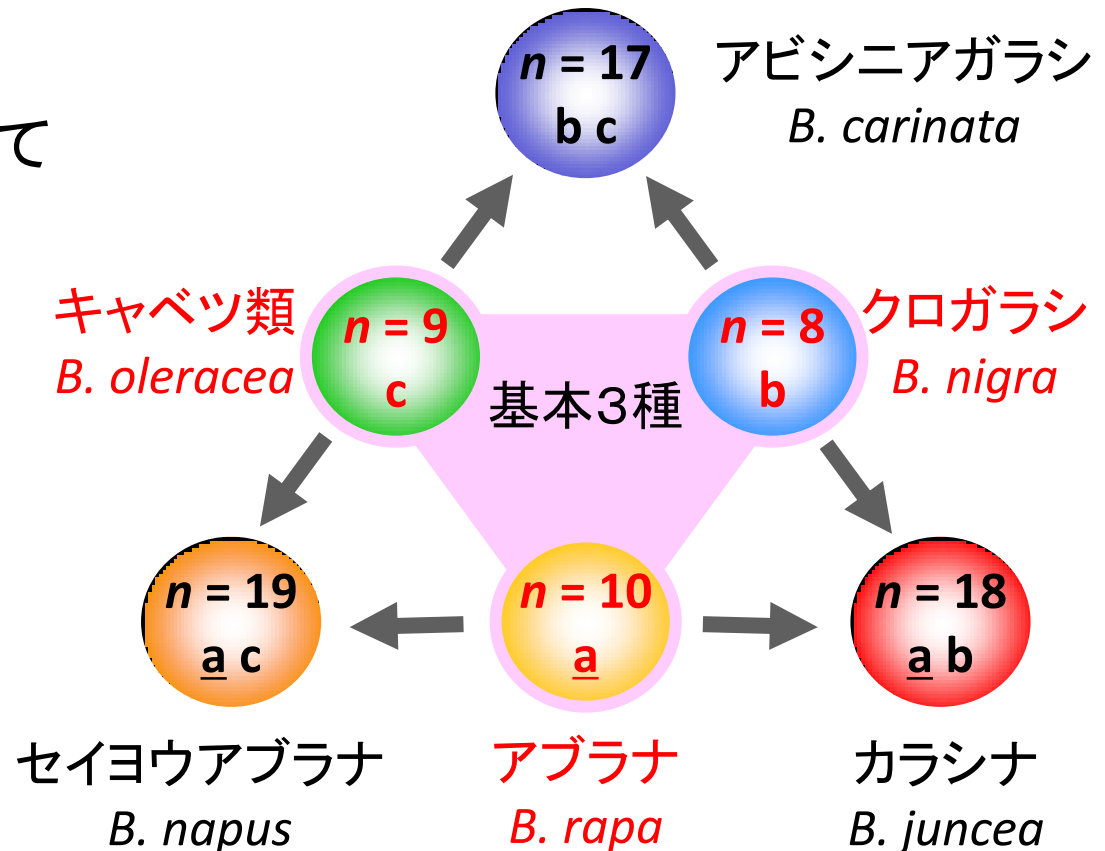 n = 17
b c
アビシニアガラシ
B. carinata
て
キャベツ類
B. oleracea
n = 9
c
基本３種
n = 8
b
クロガラシ
B. nigra
n = 19
a c
n = 10
a
n = 18
a b
セイヨウアブラナ
B. napus
アブラナ
B. rapa
カラシナ
B. juncea